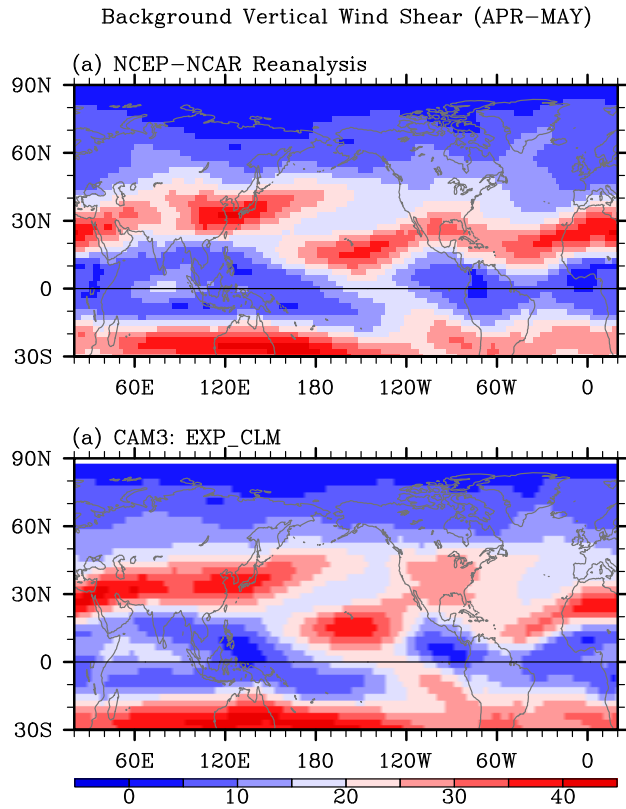 Background Vertical Wind Shear (APR-MAY)
(a) NCEP-NCAR Reanalysis
90N
60N
30N
0
30S
60E 120E 180 120W 60W 0
(a) CAM3: EXP_CLM
90N
60N
30N
0
30S
60E 120E 180 120W 60W 0
0 10 20 30 40